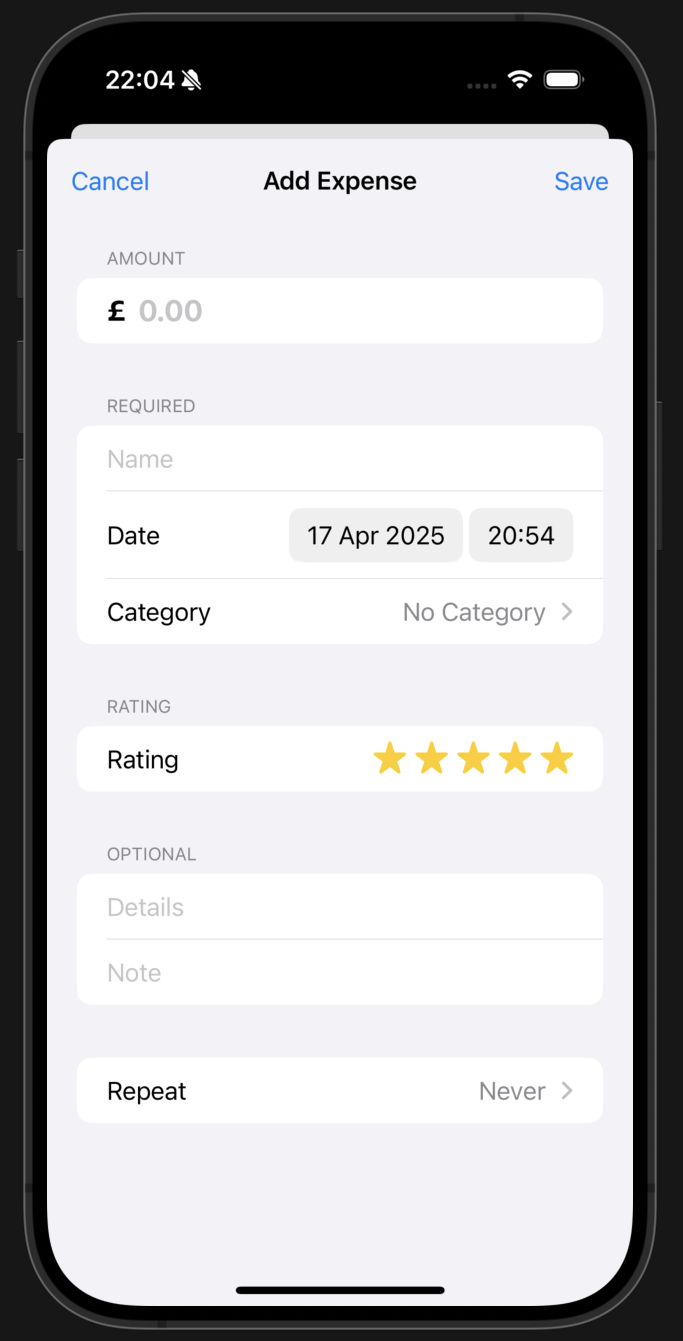 22:04
Cancel Add Expense Save
AMOUNT
£ 0.00
REQUIRED
Name
Date 17 Apr 2025 20:54
Category No Category
RATING
Rating
OPTIONAL
Details
Note
Repeat Never